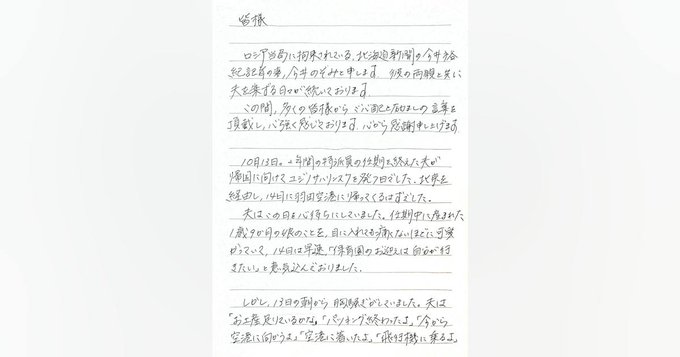 皆様
ロシア当局に拘束されている、北海道新聞の今井裕
紀記者の妻、今井のぞみと申します。彼の両親と共に
夫を案ずる日々が続いております。
この間、多くの皆様から ご心配と励ましの言葉を
頂戴し、心強く感じております。心から感謝申し上げます。
10月13日。2年間の特派員の任期を終えた夫が
帰国に向けてユジノサハリンスクを発つ日でした。北京を
経由し、14日に羽田空港に帰ってくるはずでした。
夫はこの日を心待ちにしていました。任期中に産まれた
1歳9か月の娘のことを、目に入れても痛くないほどに可愛
がっていて、14日は早速、「保育園のお迎えは自分が行
きたい。」と意気込んでおりました。
しかし、13日の朝から胸騒ぎがしていました。夫は
「お土産足りているかな。」「パッキング終わったよ。」「今から
空港に向かうよ。」「空港に着いたよ。」「飛行機に乗るよ。